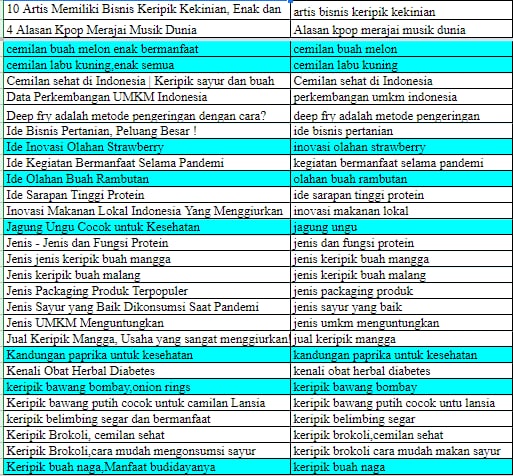 10 Artis Memiliki Bisnis Keripik Kekinian, Enak dan artis bisnis keripik kekinian
4 Alasan Kpop Merajai Musik Dunia Alasan kpop merajai musik dunia
cemilan buah melon enak bermanfaat cemilan buah melon
cemilan labu kuning,enak semua cemilan labu kuning
Cemilan sehat di Indonesia | Keripik sayur dan buah Cemilan sehat di Indonesia
Data Perkembangan UMKM Indonesia perkembangan umkm indonesia
Deep fry adalah metode pengeringan dengan cara? deep fry adalah metode pengeringan
Ide Bisnis Pertanian, Peluang Besar ! ide bisnis pertanian
Ide Inovasi Olahan Strawberry inovasi olahan strawberry
Ide Kegiatan Bermanfaat Selama Pandemi kegiatan bermanfaat selama pandemi
Ide Olahan Buah Rambutan olahan buah rambutan
Ide Sarapan Tinggi Protein ide sarapan tinggi protein
Inovasi Makanan Lokal Indonesia Yang Menggiurkan inovasi makanan lokal
Jagung Ungu Cocok untuk Kesehatan jagung ungu
Jenis - Jenis dan Fungsi Protein jenis dan fungsi protein
Jenis jenis keripik buah mangga jenis keripik buah mangga
Jenis keripik buah malang jenis keripik buah malang
Jenis Packaging Produk Terpopuler jenis packaging produk
Jenis Sayur yang Baik Dikonsumsi Saat Pandemi jenis sayur yang baik
Jenis UMKM Menguntungkan jenis umkm menguntungkan
Jual Keripik Mangga, Usaha yang sangat menggiurkan! jual keripik mangga
Kandungan paprika untuk kesehatan kandungan paprika untuk kesehatan
Kenali Obat Herbal Diabetes kenali obat herbal diabetes
keripik bawang bombay,onion rings keripik bawang bombay
Keripik bawang putih cocok untuk camilan Lansia keripik bawang putih cocok untu lansia
keripik belimbing segar dan bermanfaat keripik belimbing segar
Keripik Brokoli, cemilan sehat keripik brokoli,cemilan sehat
Keripik Brokoli,cara mudah mengonsumsi sayur keripik brokoli cara mudah makan sayur
Keripik buah naga,Manfaat budidayanya keripik buah naga